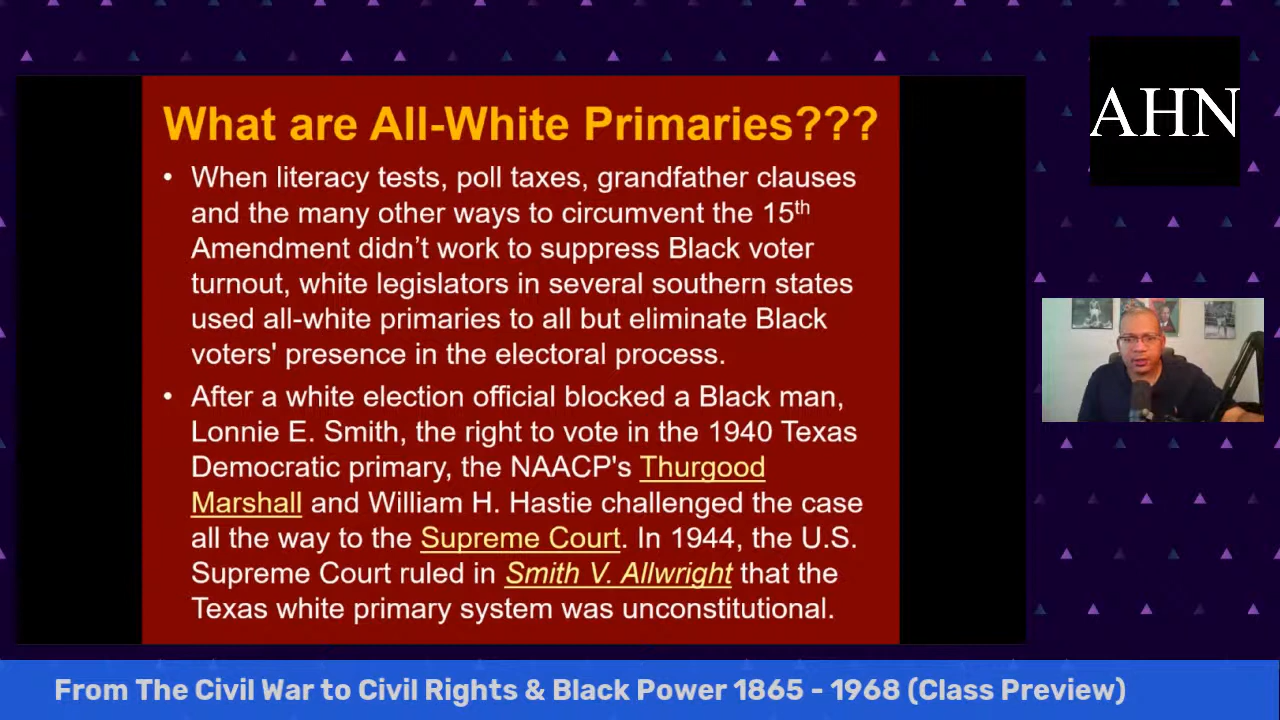 What are All-White Primaries???
• When literacy tests, poll taxes, grandfather clauses
and the many other ways to circumvent the 15th
Amendment didn’t work to suppress Black voter
turnout, white legislators in several southern states
used all-white primaries to all but eliminate Black
voters' presence in the electoral process.
• After a white election official blocked a Black man,
Lonnie E. Smith, the right to vote in the 1940 Texas
Democratic primary, the NAACP's Thurgood
Marshall and William H. Hastie challenged the case
all the way to the Supreme Court. In 1944, the U.S.
Supreme Court ruled in Smith V. Allwright that the
Texas white primary system was unconstitutional.
AHN
From The Civil War to Civil Rights & Black Power 1865 - 1968 (Class Preview)